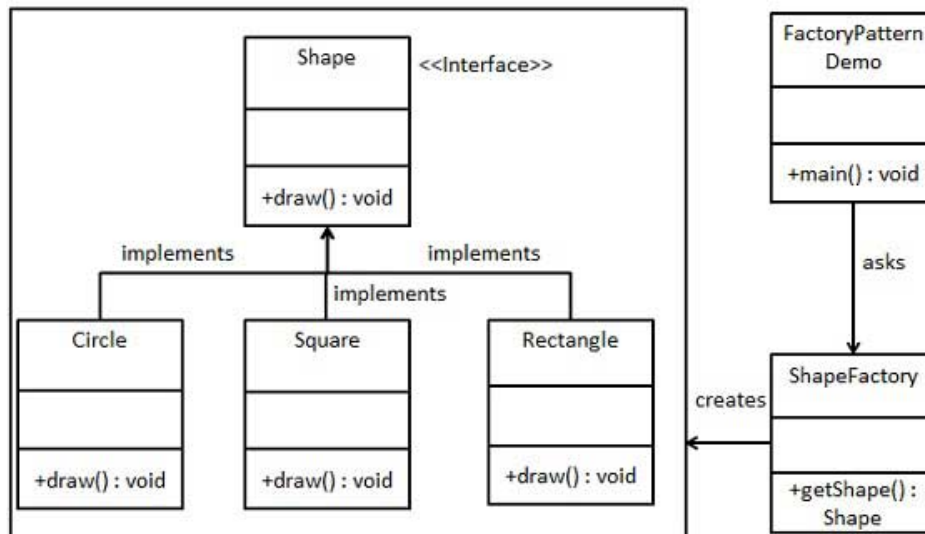 Shape
<<Interface>>
+draw() : void
implements
implements
implements
Circle
+draw() : void
Square
+draw() : void
Rectangle
+draw() : void
FactoryPattern
Demo
+main() : void
asks
ShapeFactory
creates
+getShape() :
Shape